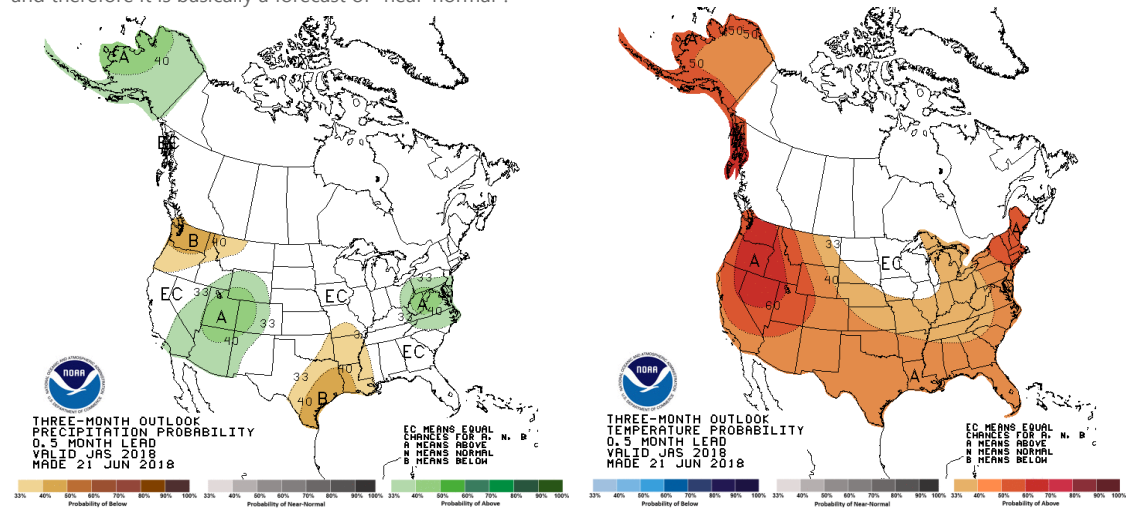 and therefore it is basically a forecast of "near normal".
A
40
EC
B
40
EC
33
A
40
33
EC
33
33
A
40
33
33
40
EC
33
40
B
NOAA
THREE-MONTH OUTLOOK
PRECIPITATION PROBABILITY
0.5 MONTH LEAD
VALID JAS 2018
MADE 21 JUN 2018
EC MEANS EQUAL
CHANCES FOR A, N, B
A MEANS ABOVE
N MEANS NORMAL
B MEANS BELOW
33% 40% 50% 60% 70% 80% 90% 100%
Probability of Below
33% 40% 50% 60% 70% 80% 90% 100%
Probability of Near-Normal
33% 40% 50% 60% 70% 80% 90% 100%
Probability of Above
A
50
50
50
A
33
EC
A
40
60
A
A
NOAA
THREE-MONTH OUTLOOK
TEMPERATURE PROBABILITY
0.5 MONTH LEAD
VALID JAS 2018
MADE 21 JUN 2018
EC MEANS EQUAL
CHANCES FOR A, N, B
A MEANS ABOVE
N MEANS NORMAL
B MEANS BELOW
33% 40% 50% 60% 70% 80% 90% 100%
Probability of Below
33% 40% 50% 60% 70% 80% 90% 100%
Probability of Near-Normal
33% 40% 50% 60% 70% 80% 90% 100%
Probability of Above